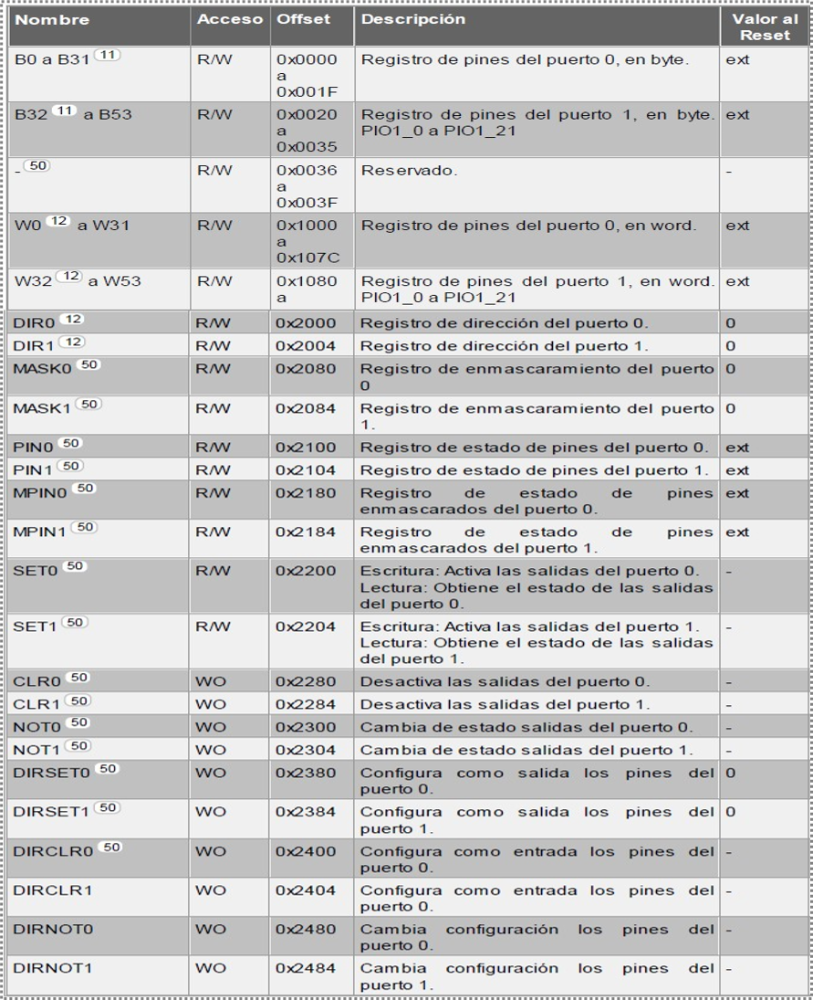 Nombre Acceso Offset Descripción Valor al
Reset
B0 a B31 11 R/W 0x0000 Registro de pines del puerto 0, en byte. ext
a
0x001F
B32 11 a B53 R/W 0x0020 Registro de pines del puerto 1, en byte. ext
a PIO1_0 a PIO1_21
0x0035
- 50 R/W 0x0036 Reservado. -
a
0x003F
W0 12 a W31 R/W 0x1000 Registro de pines del puerto 0, en word. ext
a
0x107C
W32 12 a W53 R/W 0x1080 Registro de pines del puerto 1, en word. ext
a PIO1_0 a PIO1_21
DIR0 12 R/W 0x2000 Registro de dirección del puerto 0. 0
DIR1 12 R/W 0x2004 Registro de dirección del puerto 1. 0
MASK0 50 R/W 0x2080 Registro de enmascaramiento del puerto 0
0
MASK1 50 R/W 0x2084 Registro de enmascaramiento del puerto 0
1.
PIN0 50 R/W 0x2100 Registro de estado de pines del puerto 0. ext
PIN1 50 R/W 0x2104 Registro de estado de pines del puerto 1. ext
MPIN0 50 R/W 0x2180 Registro de estado de pines ext
enmascarados del puerto 0.
MPIN1 50 R/W 0x2184 Registro de estado de pines ext
enmascarados del puerto 1.
SET0 50 R/W 0x2200 Escritura: Activa las salidas del puerto 0. -
Lectura: Obtiene el estado de las salidas
del puerto 0.
SET1 50 R/W 0x2204 Escritura: Activa las salidas del puerto 1. -
Lectura: Obtiene el estado de las salidas
del puerto 1.
CLR0 50 WO 0x2280 Desactiva las salidas del puerto 0. -
CLR1 50 WO 0x2284 Desactiva las salidas del puerto 1. -
NOT0 50 WO 0x2300 Cambia de estado salidas del puerto 0. -
NOT1 50 WO 0x2304 Cambia de estado salidas del puerto 1. -
DIRSET0 50 WO 0x2380 Configura como salida los pines del 0
puerto 0.
DIRSET1 50 WO 0x2384 Configura como salida los pines del 0
puerto 1.
DIRCLR0 50 WO 0x2400 Configura como entrada los pines del -
puerto 0.
DIRCLR1 WO 0x2404 Configura como entrada los pines del -
puerto 0.
DIRNOT0 WO 0x2480 Cambia configuración los pines del -
puerto 0.
DIRNOT1 WO 0x2484 Cambia configuración los pines del -
puerto 1.